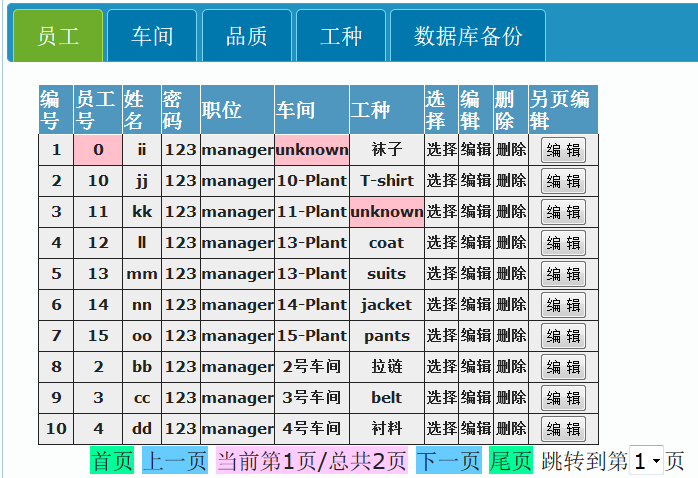 员工 车间 品质 工种 数据库备份
编号 员工号 姓名 密码 职位 车间 工种 选择 编辑 删除 另页编辑
1 0 ii 123 manager unknown 袜子 选择 编辑 删除 编 辑
2 10 jj 123 manager 10-Plant T-shirt 选择 编辑 删除 编 辑
3 11 kk 123 manager 11-Plant unknown 选择 编辑 删除 编 辑
4 12 ll 123 manager 13-Plant coat 选择 编辑 删除 编 辑
5 13 mm 123 manager 13-Plant suits 选择 编辑 删除 编 辑
6 14 nn 123 manager 14-Plant jacket 选择 编辑 删除 编 辑
7 15 oo 123 manager 15-Plant pants 选择 编辑 删除 编 辑
8 2 bb 123 manager 2号车间 拉链 选择 编辑 删除 编 辑
9 3 cc 123 manager 3号车间 belt 选择 编辑 删除 编 辑
10 4 dd 123 manager 4号车间 衬料 选择 编辑 删除 编 辑
首页 上一页 当前第1页/总共2页 下一页 尾页 跳转到第1页